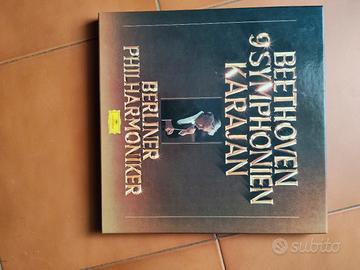 BEETHOVEN
9 SYMPHONIEN
KARAJAN
BERLINER
PHILHARMONIKER
subito